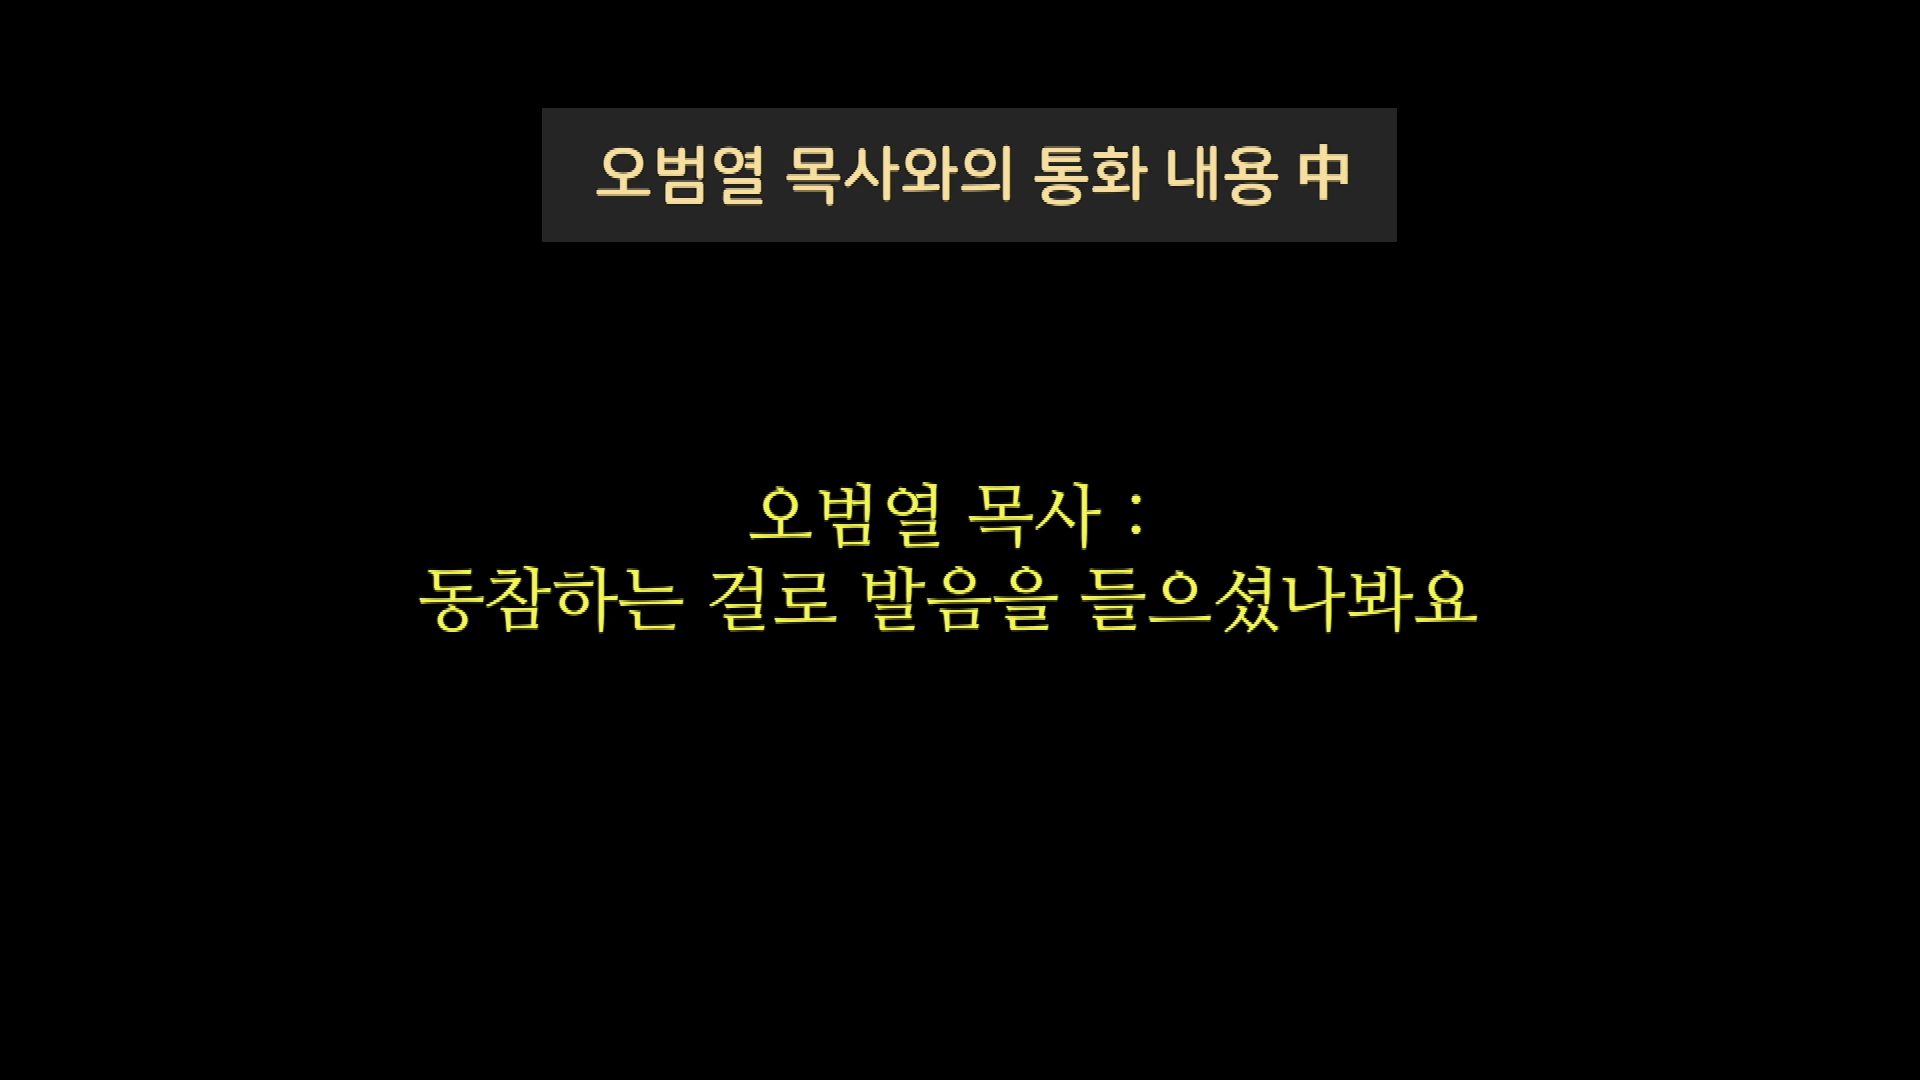 오범열 목사와의 통화 내용 中
오범열 목사 :
동참하는 결로 발음을 들으셨나봐요